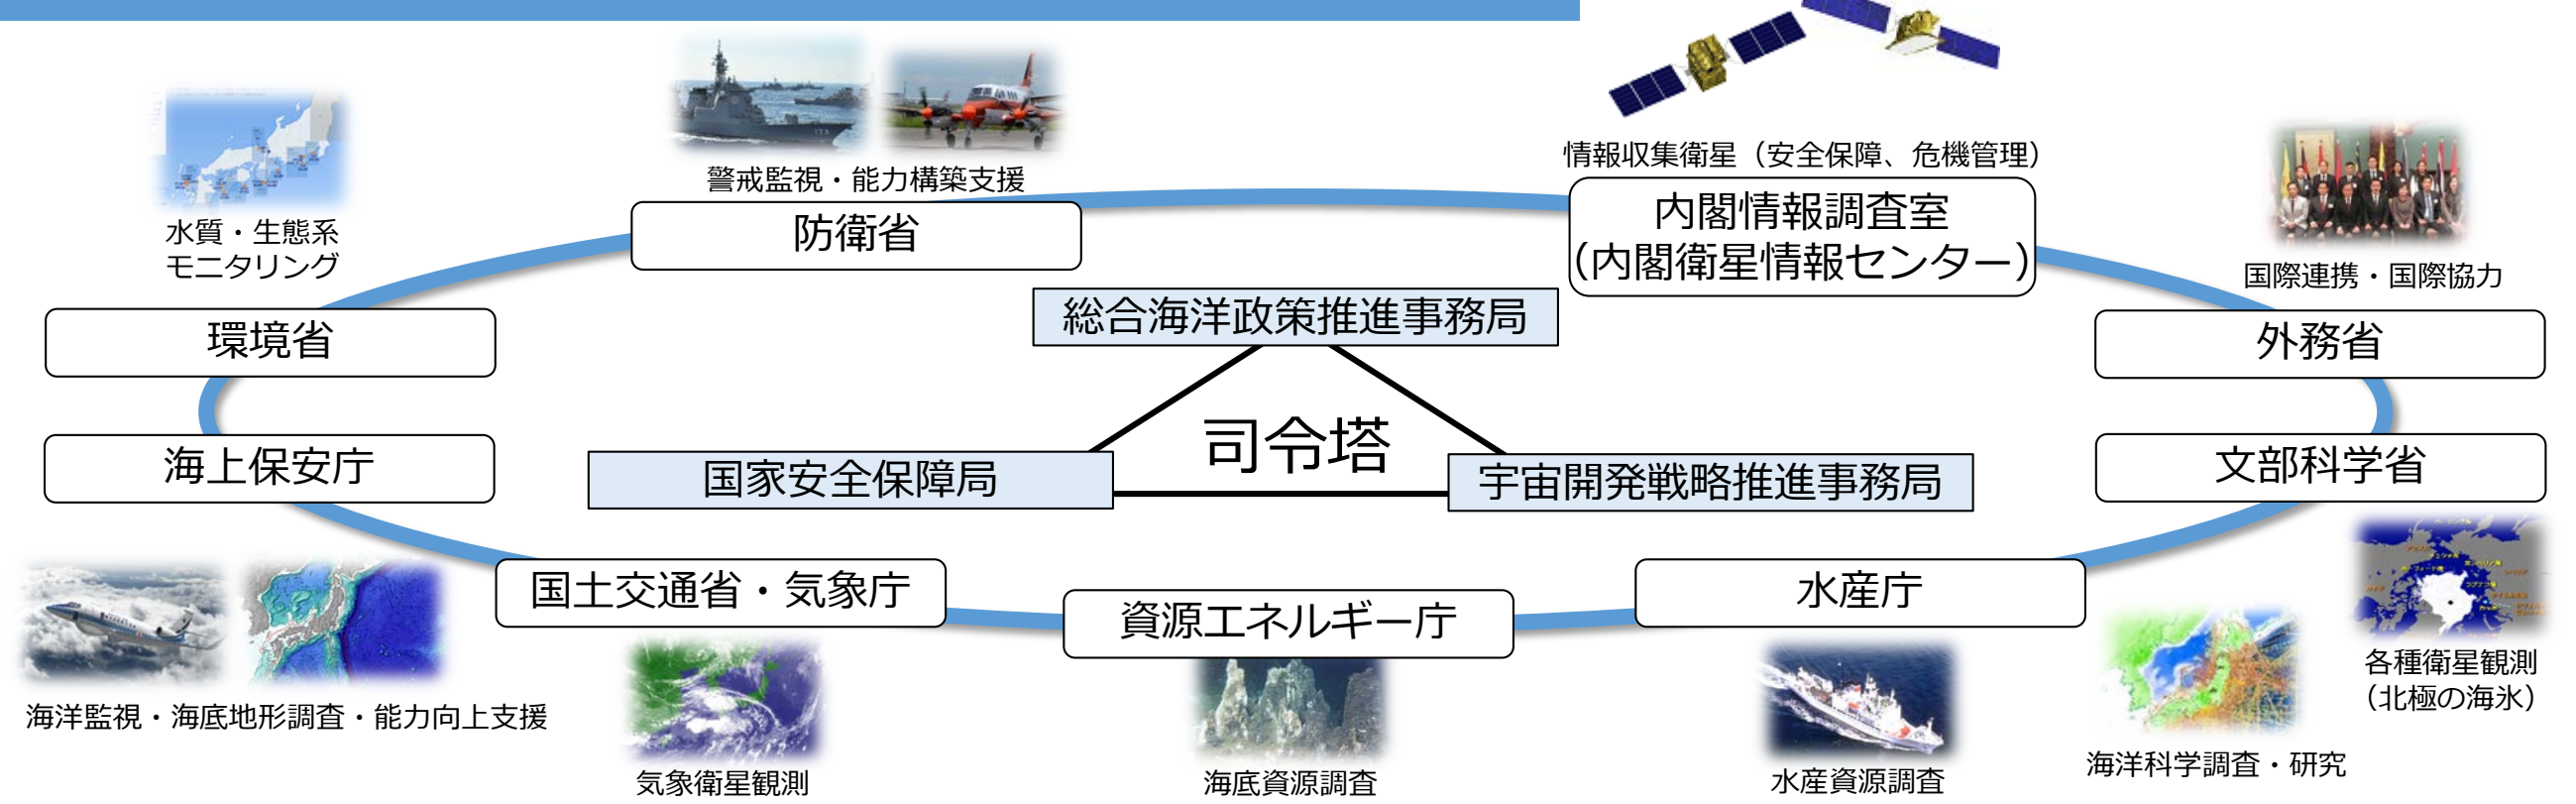 情報収集衛星（安全保障、危機管理）
警戒監視・能力構築支援
水質・生態系
モニタリング
国際連携・国際協力
内閣情報調査室
（内閣衛星情報センター）
防衛省
総合海洋政策推進事務局
環境省
外務省
司令塔
海上保安庁
国家安全保障局
宇宙開発戦略推進事務局
文部科学省
国土交通省・気象庁
資源エネルギー庁
水産庁
各種衛星観測
（北極の海氷）
海洋監視・海底地形調査・能力向上支援
気象衛星観測
海底資源調査
水産資源調査
海洋科学調査・研究